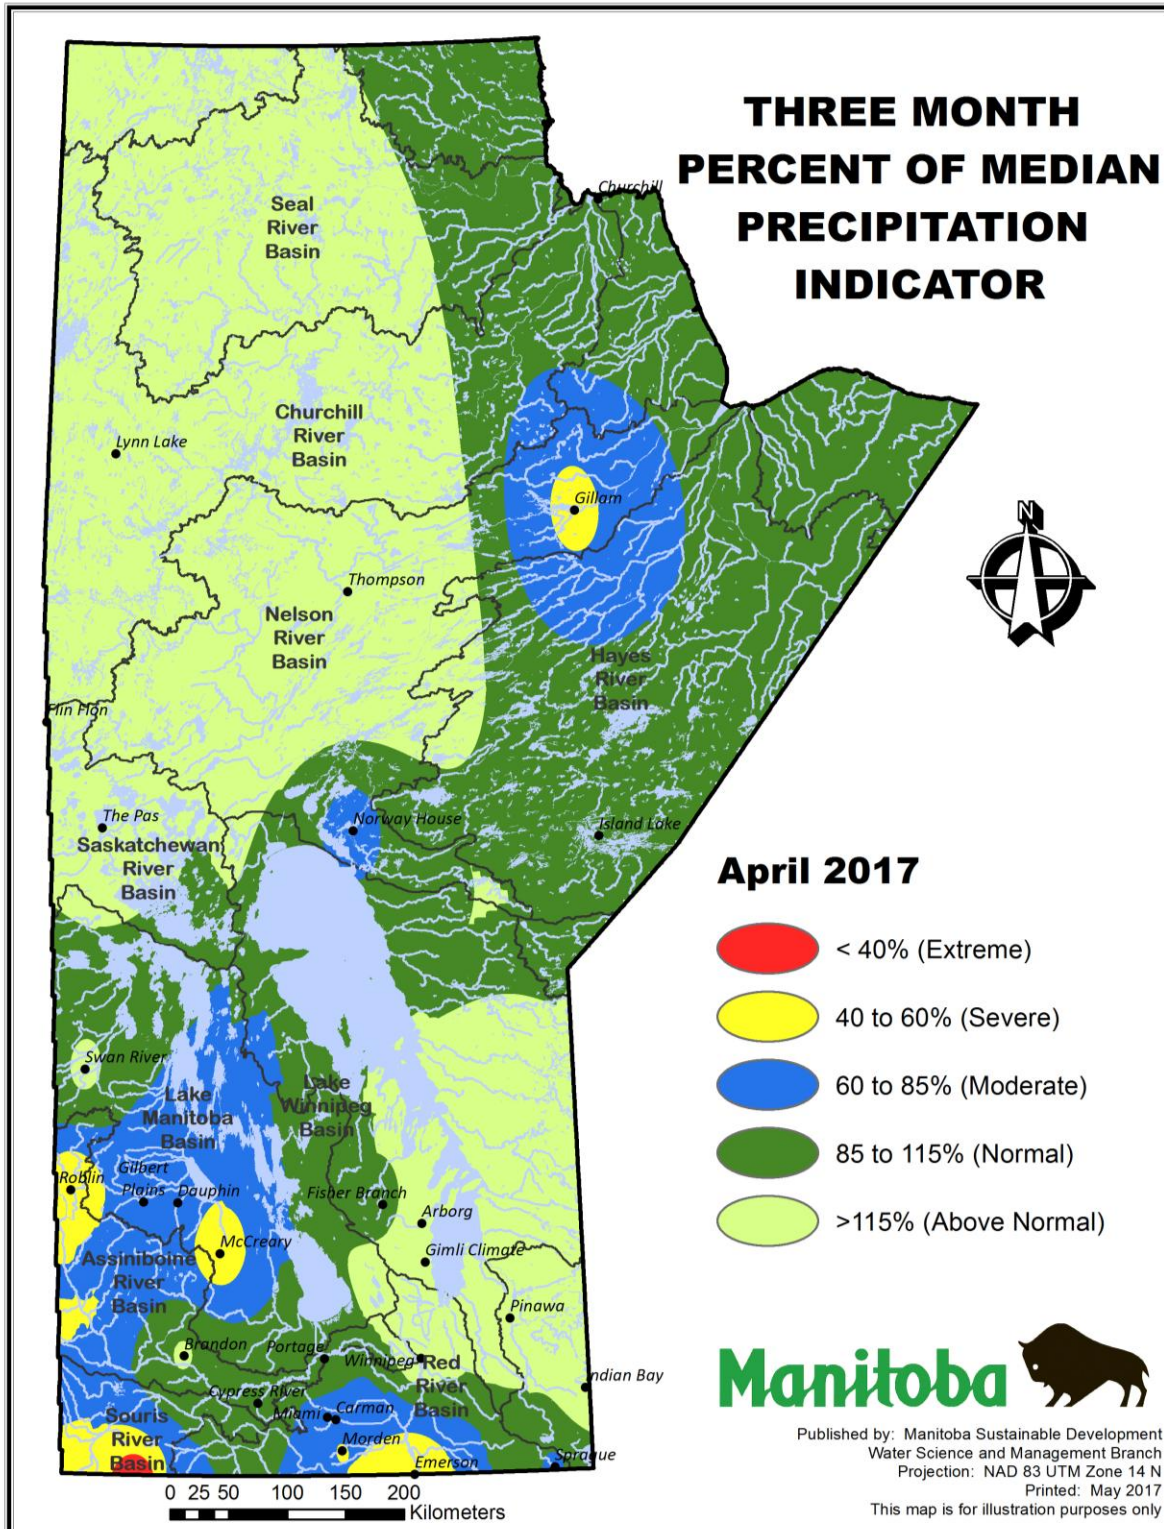 THREE MONTH
PERCENT OF MEDIAN
PRECIPITATION
INDICATOR
Churchill
Seal
River
Basin
Churchill
River
Basin
Lynn Lake
Gillam
N
Thompson
Nelson
River
Basin
Hayes
River
Basin
Flin Flon
The Pas
Norway House
Island Lake
Saskatchewan
River
Basin
April 2017
< 40% (Extreme)
40 to 60% (Severe)
60 to 85% (Moderate)
85 to 115% (Normal)
>115% (Above Normal)
Swan River
Lake
Manitoba
Basin
Lake
Winnipeg
Basin
Roblin
Gilbert
Plains
Dauphin
Fisher Branch
Arborg
McCreary
Gimli Climate
Assiniboine
River
Basin
Pinawa
Brandon
Portage
Winnipeg
Red
River
Basin
Indian Bay
Cypress River
Miami
Carman
Souris
River
Basin
Morden
Emerson
Sprague
0 25 50 100 150 200
Kilometers
Manitoba
Published by: Manitoba Sustainable Development
Water Science and Management Branch
Projection: NAD 83 UTM Zone 14 N
Printed: May 2017
This map is for illustration purposes only